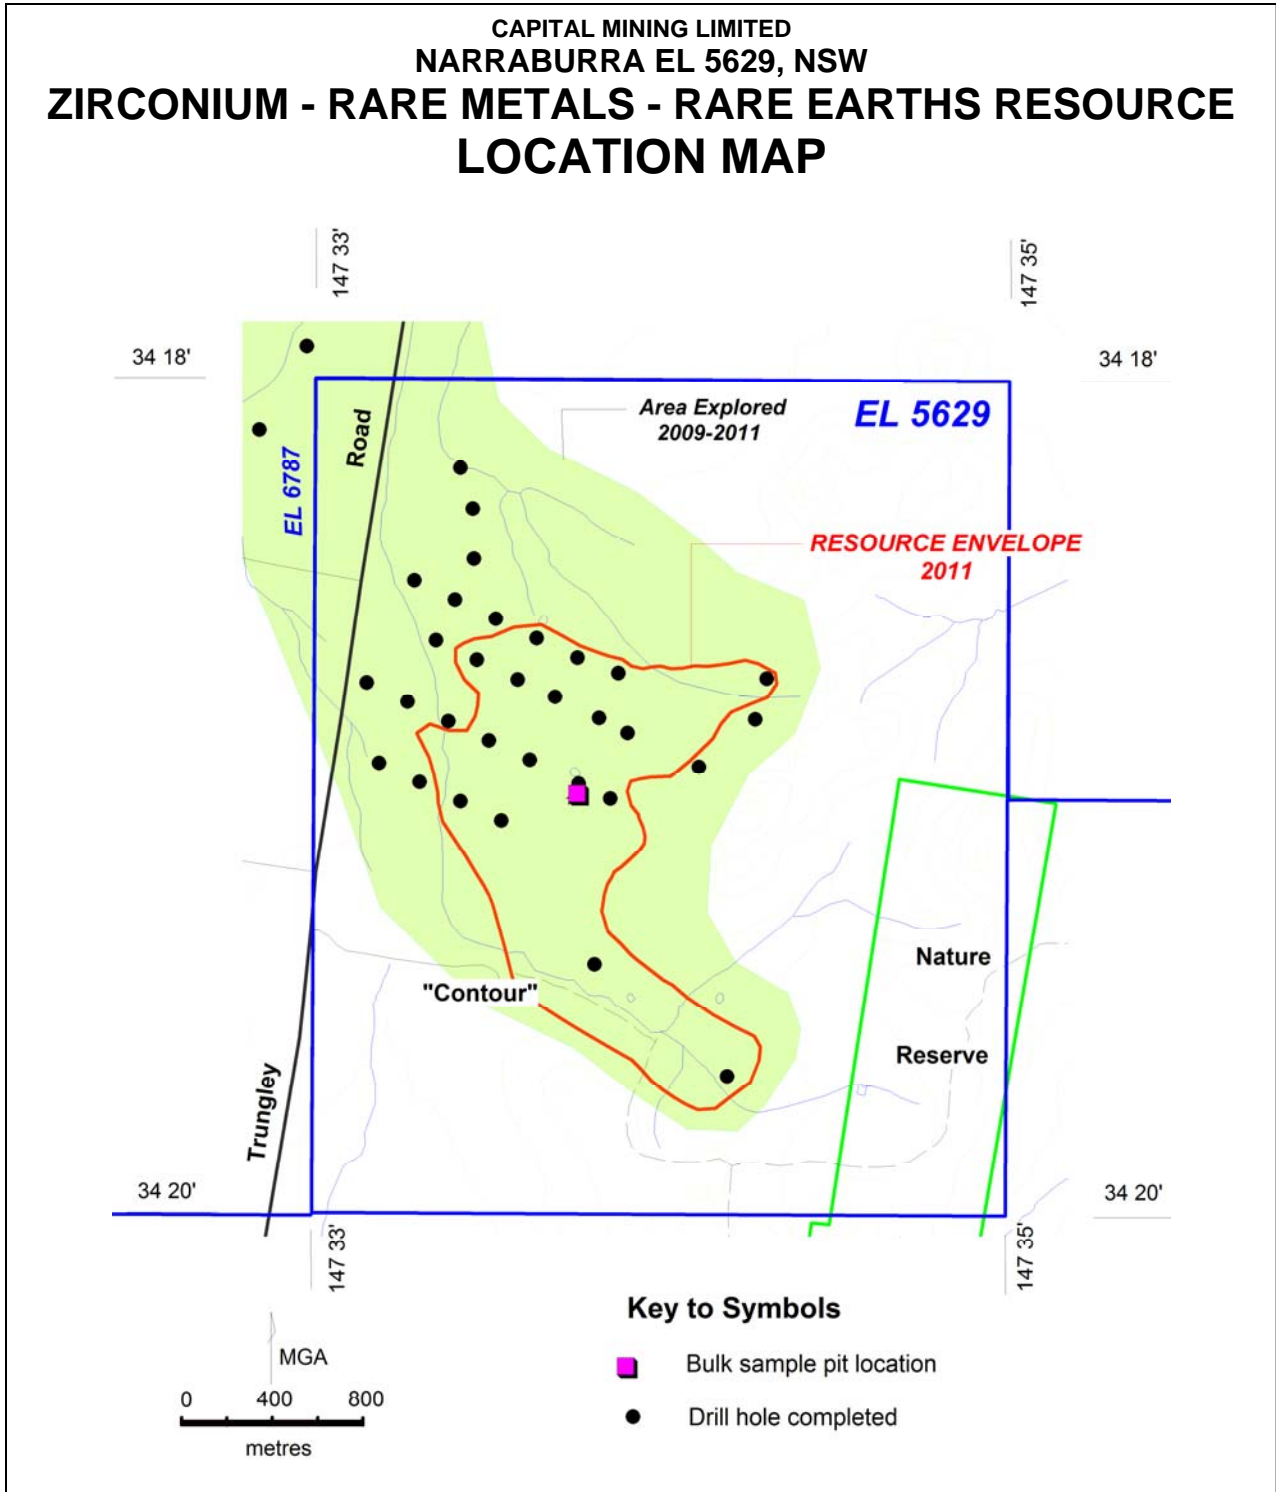 CAPITAL MINING LIMITED
NARRABURRA EL 5629, NSW
ZIRCONIUM - RARE METALS - RARE EARTHS RESOURCE
LOCATION MAP
147 33'
147 35'
34 18'
34 18'
Area Explored
2009-2011
EL 5629
Road
EL 6787
RESOURCE ENVELOPE
2011
Nature
"Contour"
Reserve
Trungley
34 20'
34 20'
147 33'
147 35'
Key to Symbols
Bulk sample pit location
Drill hole completed
MGA
0 400 800
metres